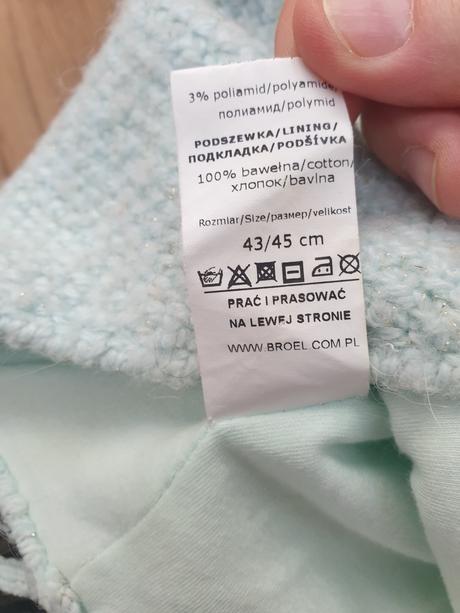 3% poliamid/polyamide/
полиамид/polymid
PODSZEWKA/LINING/
ПОДКЛАДКА/PODŠÍVKA
100% bawełna/cotton/
хлопок/bavlna
Rozmiar/Size/размер/velikost
43/45 cm
PRAĆ I PRASOWAĆ
NA LEWEJ STRONIE
WWW.BROEL.COM.PL